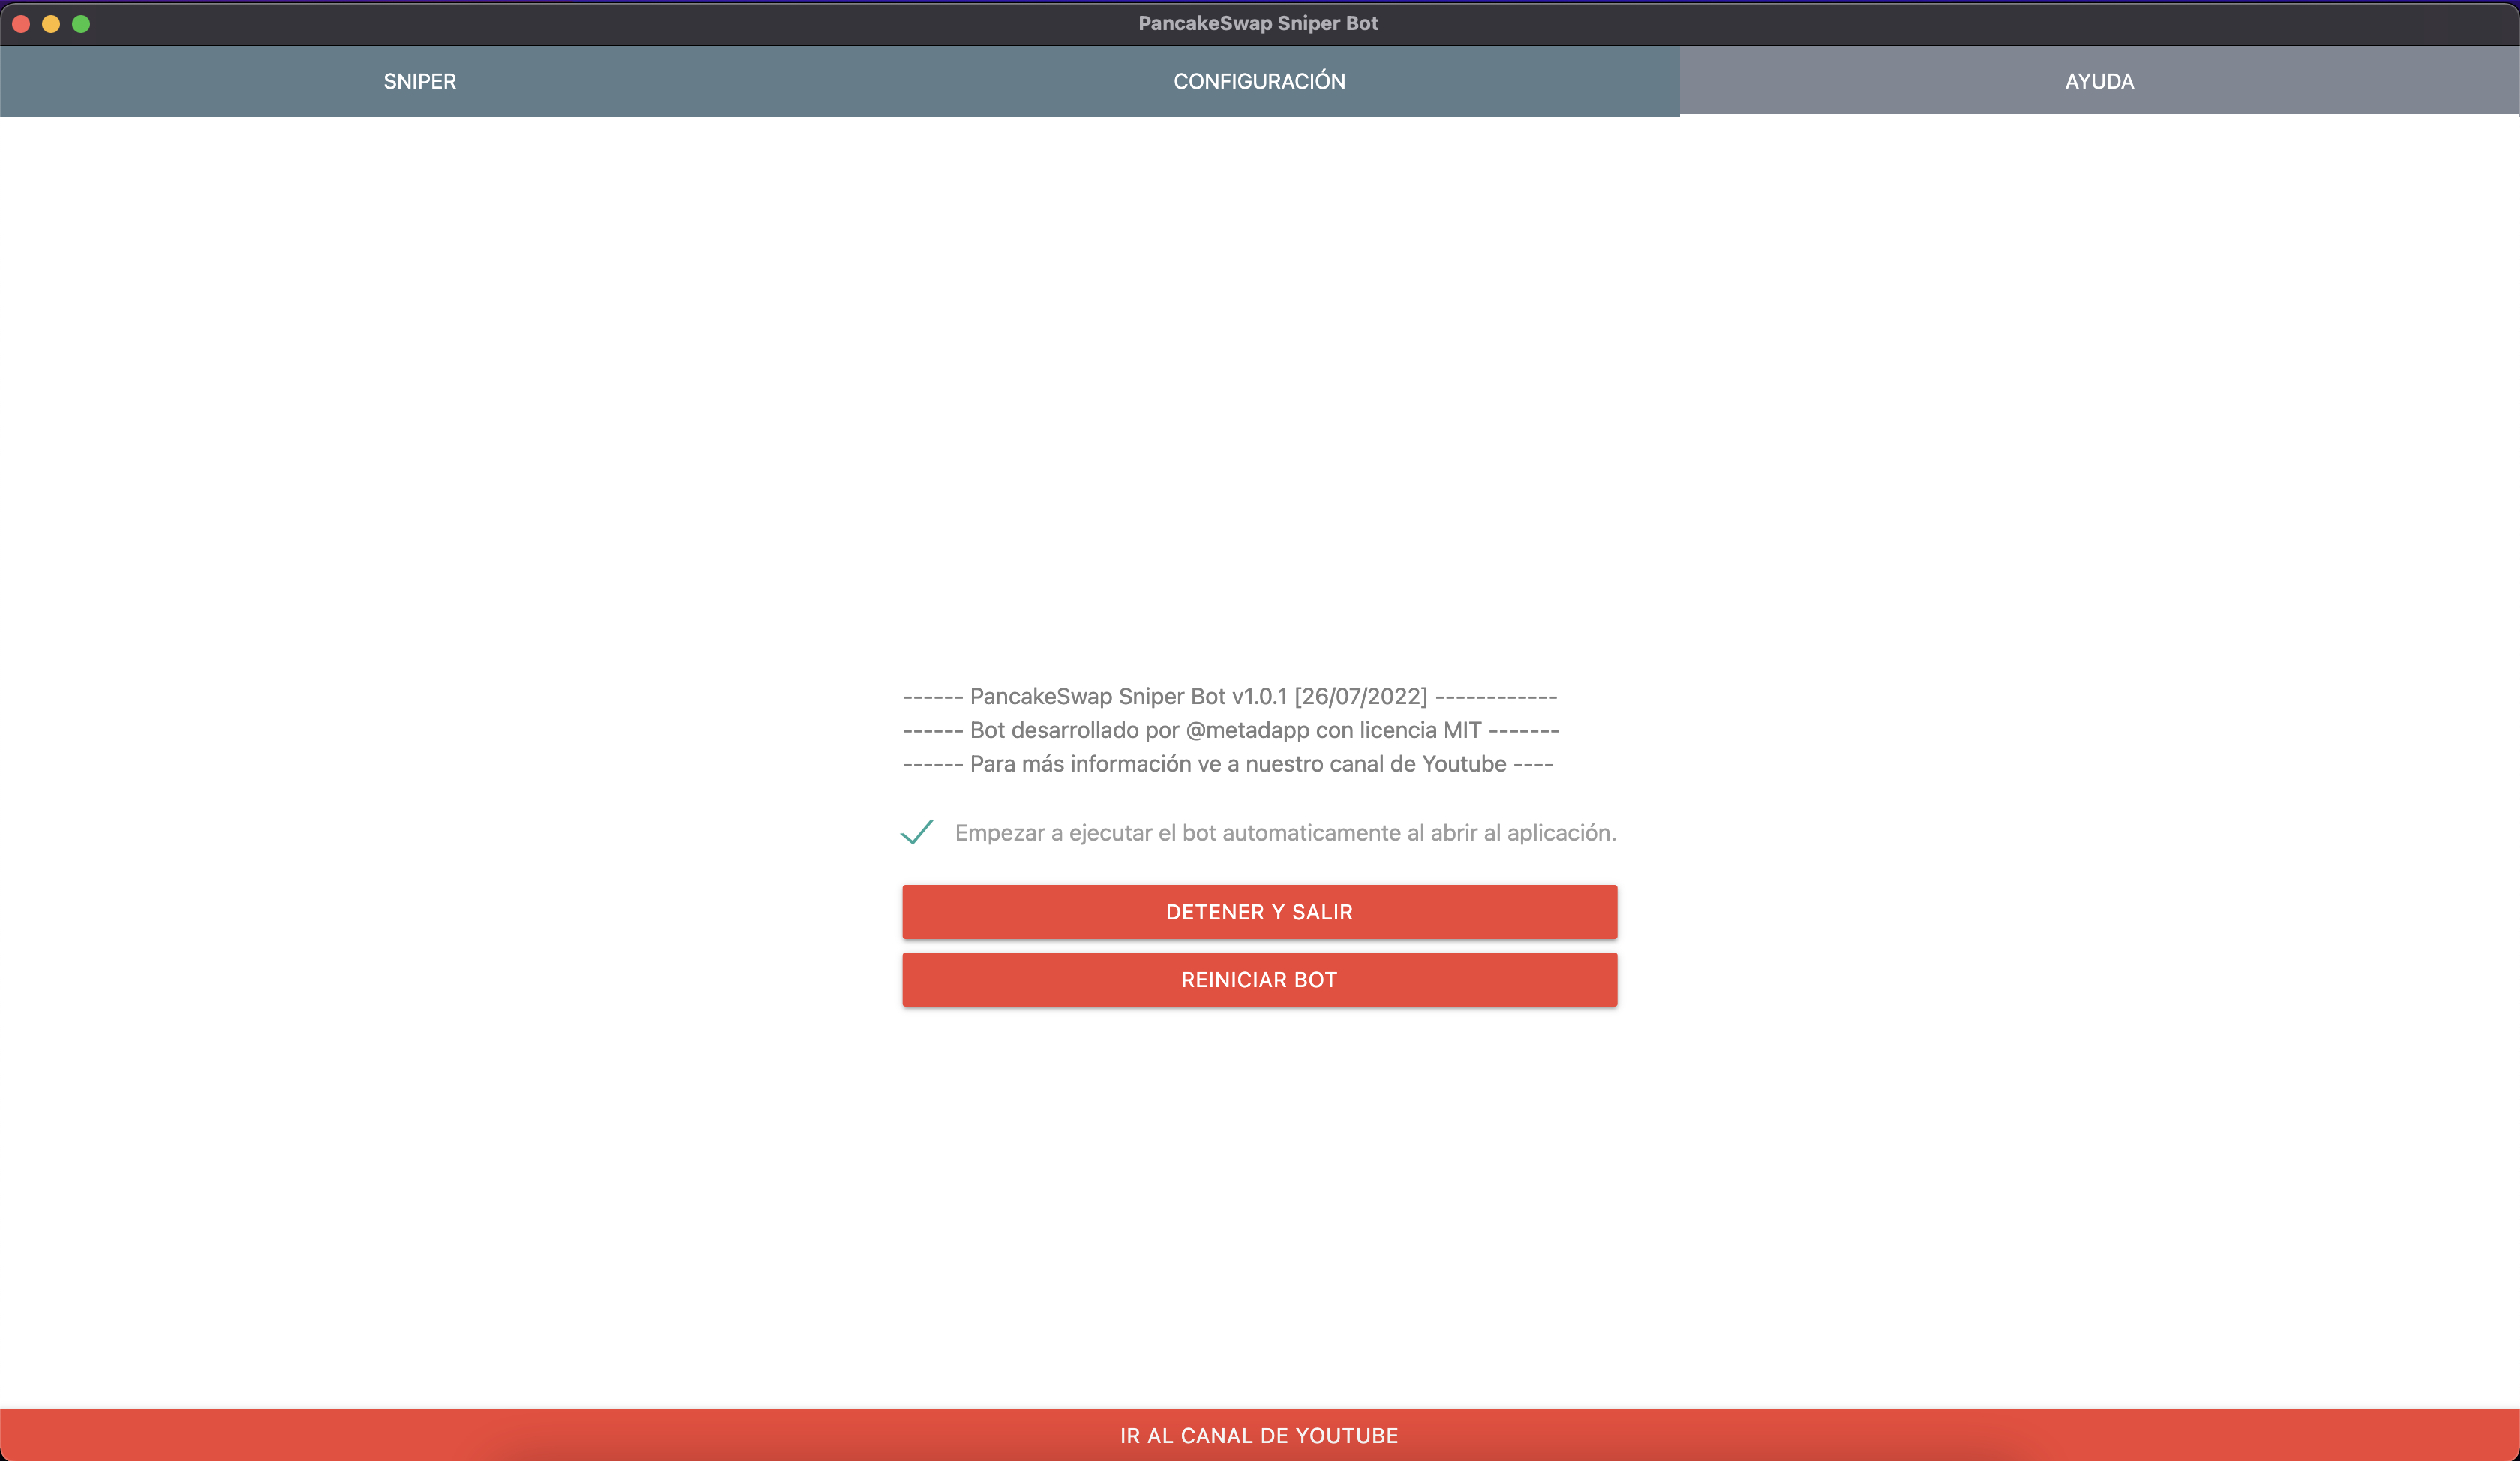 PancakeSwap Sniper Bot
SNIPER
CONFIGURACIÓN
AYUDA
------ PancakeSwap Sniper Bot v1.0.1 [26/07/2022] ------------
------ Bot desarrollado por @metadapp con licencia MIT -------
------ Para más información ve a nuestro canal de Youtube ----
Empezar a ejecutar el bot automaticamente al abrir al aplicación.
DETENER Y SALIR
REINICIAR BOT
IR AL CANAL DE YOUTUBE